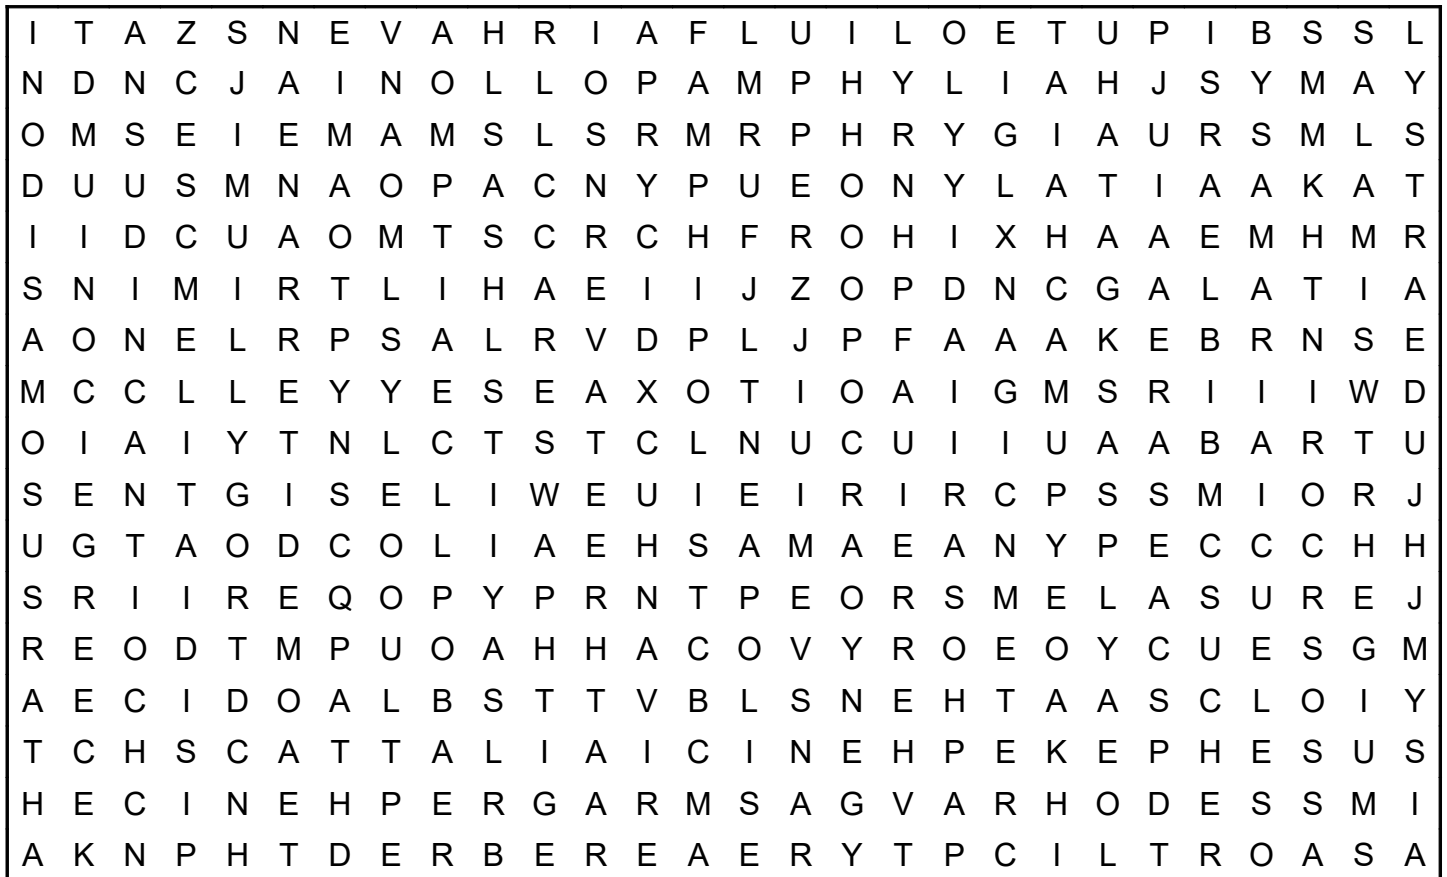 I T A Z S N E V A H R I A F L U I L O E T U P I B S S L
N D N C J A I N O L L O P A M P H Y L I A H J S Y M A Y
O M S E I E M A M S L S R M R P H R Y G I A U R S M L S
D U U S M N A O P A C N Y P U E O N Y L A T I A A K A T
I I D C U A O M T S C R C H F R O H I X H A A E M H M R
S N I M I R T L I H A E I I J Z O P D N C G A L A T I A
A O N E L R P S A L R V D P L J P F A A A K E B R N S E
M C C L L E Y Y E S E A X O T I O A I G M S R I I I W D
O I A I Y T N L C T S T C L N U C U I I U A A B A R T U
S E N T G I S E L I W E U I E I R I R C P S S M I O R J
U G T A O D C O L I A E H S A M A E A N Y P E C C C H H
S R I I R E Q O P Y P R N T P E O R S M E L A S U R E J
R E O D T M P U O A H H A C O V Y R O E O Y C U E S G M
A E C I D O A L B S T T V B L S N E H T A A S C L O I Y
T C H S C A T T A L I A I C I N E H P E K E P H E S U S
H E C I N E H P E R G A R M S A G V A R H O D E S S M I
A K N P H T D E R B E R E A E R Y T P C I L T R O A S A